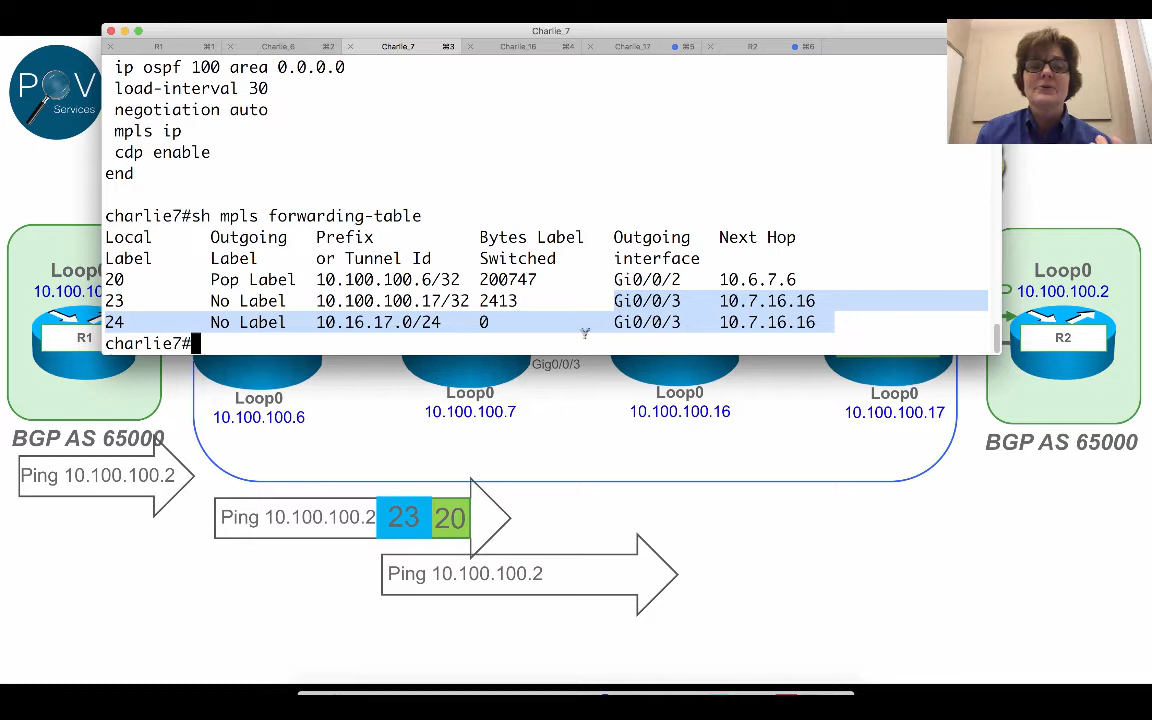 Charlie_7
R1 ⌘1 Charlie_6 ⌘2 Charlie_7 ⌘3 Charlie_16 ⌘4 Charlie_17 ⌘5 R2 ⌘6
POV
Services
ip ospf 100 area 0.0.0.0
load-interval 30
negotiation auto
mpls ip
cdp enable
end
charlie7#sh mpls forwarding-table
Local Outgoing Prefix Bytes Label Outgoing Next Hop
Label Label or Tunnel Id Switched interface
20 Pop Label 10.100.100.6/32 200747 Gi0/0/2 10.6.7.6
23 No Label 10.100.100.17/32 2413 Gi0/0/3 10.7.16.16
24 No Label 10.16.17.0/24 0 Gi0/0/3 10.7.16.16
charlie7#
R1
Loop0
10.100.100.2
R2
Gig0/0/3
Loop0
10.100.100.6
Loop0
10.100.100.7
Loop0
10.100.100.16
Loop0
10.100.100.17
BGP AS 65000
BGP AS 65000
Ping 10.100.100.2
Ping 10.100.100.2 23 20
Ping 10.100.100.2